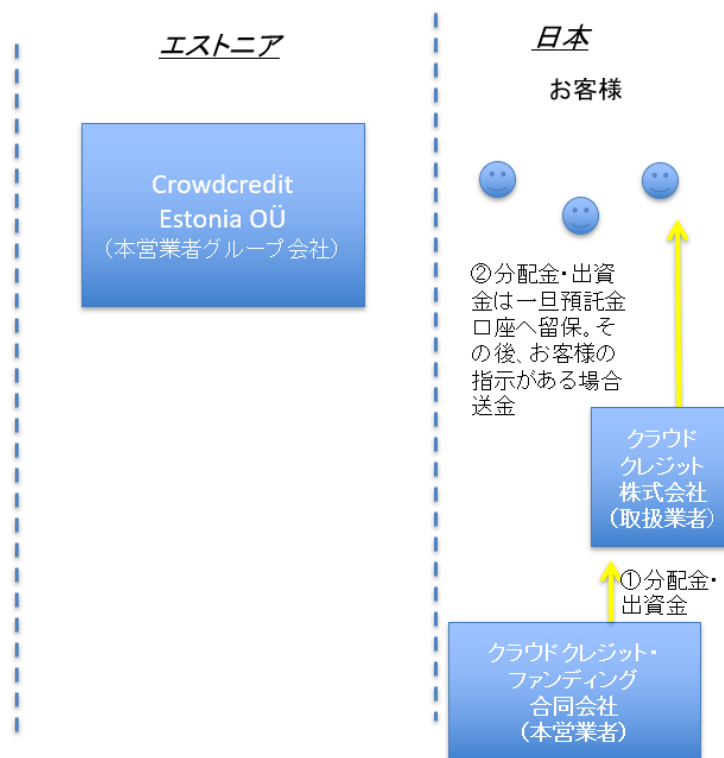 エストニア
Crowdcredit
Estonia OÜ
(本営業者グループ会社)
日本
お客様
②分配金・出資
金は一旦預託金
口座へ留保。そ
の後、お客様の
指示がある場合
送金
クラウド
クレジット
株式会社
(取扱業者)
①分配金・
出資金
クラウドクレジット・
ファンディング
合同会社
(本営業者)